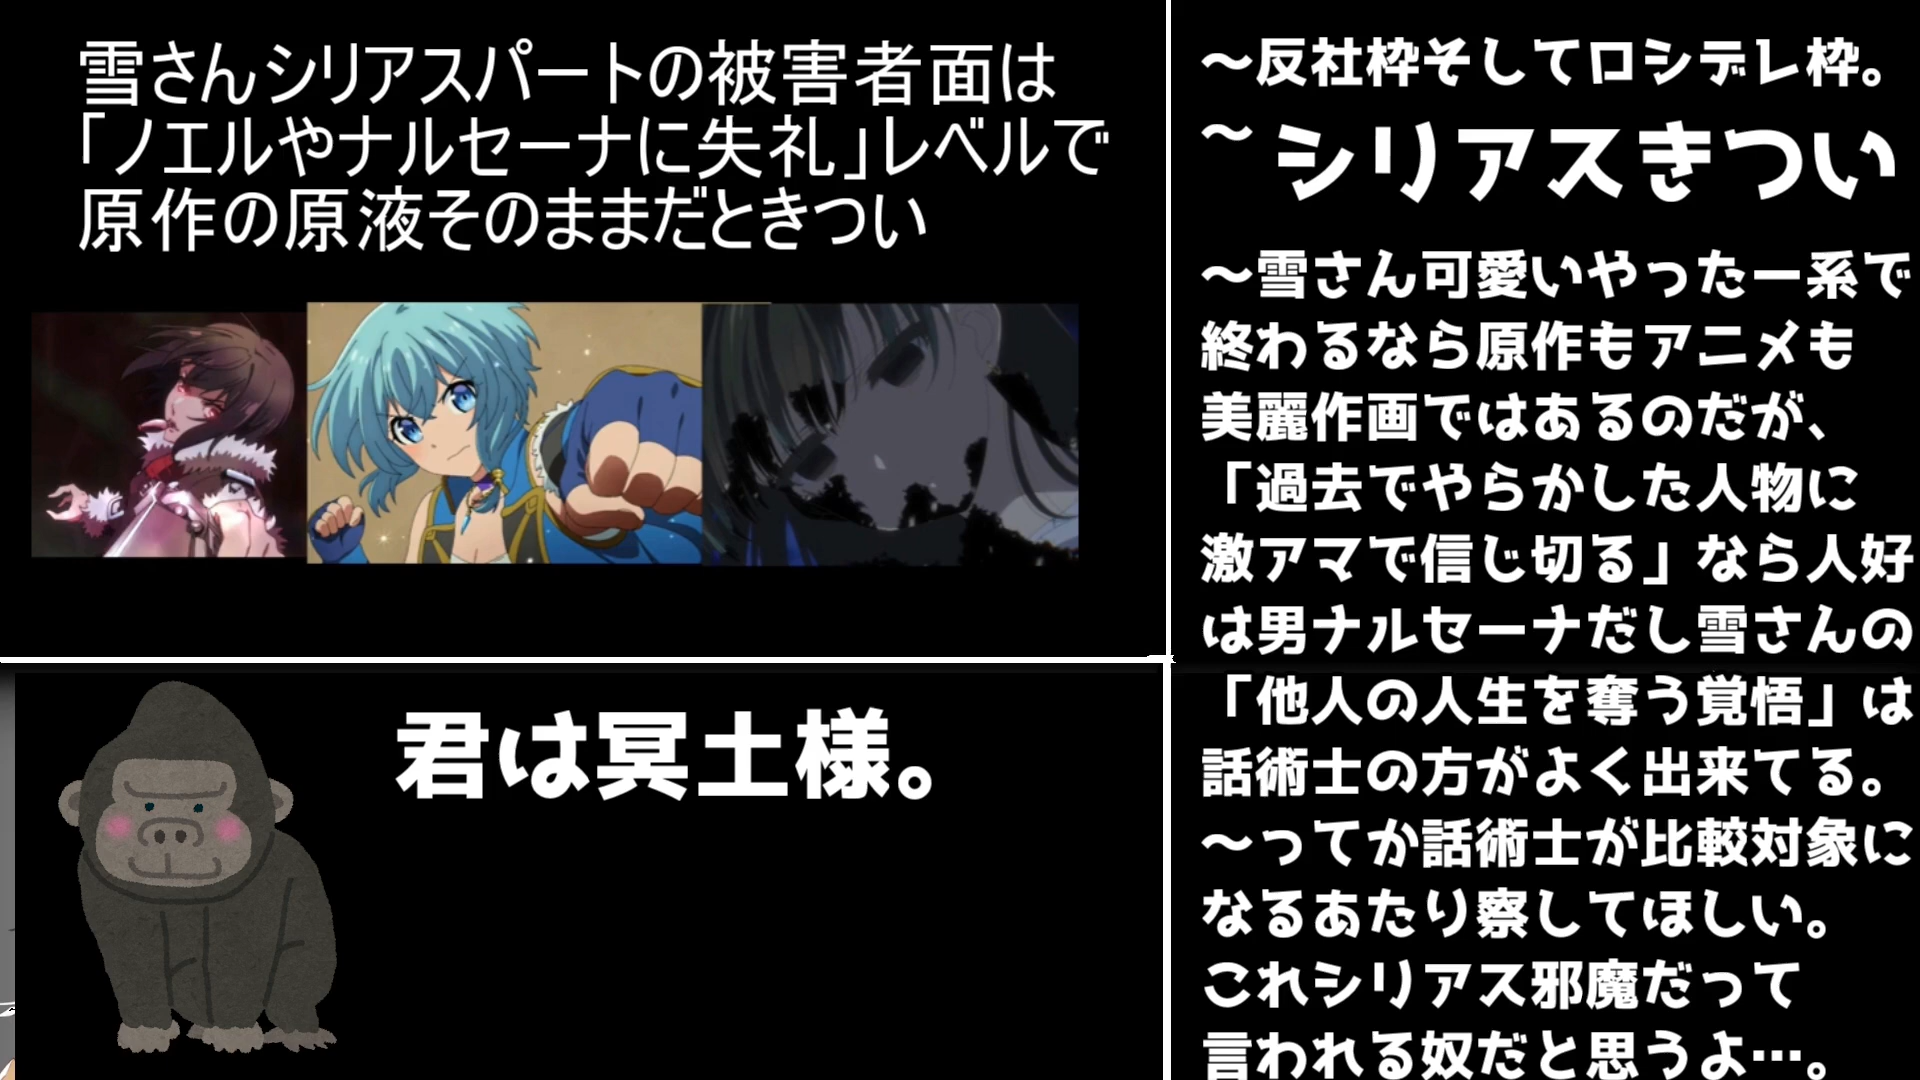 雪さんシリアスパートの被害者面は
「ノエルやナルセーナに失礼」レベルで
原作の原液そのままだときつい
君は冥土様。
～反社枠そしてロシデレ枠。
～シリアスきつい
～雪さん可愛いやった一系で
終わるなら原作もアニメも
美麗作画ではあるのだが、
「過去でやらかした人物に
激アマで信じ切る」なら人好
は男ナルセーナだし雪さんの
「他人の人生を奪う覚悟」は
話術士の方がよく出来てる。
～ってか話術士が比較対象に
なるあたり察してほしい。
これシリアス邪魔だって
言われる奴だと思うよ…。